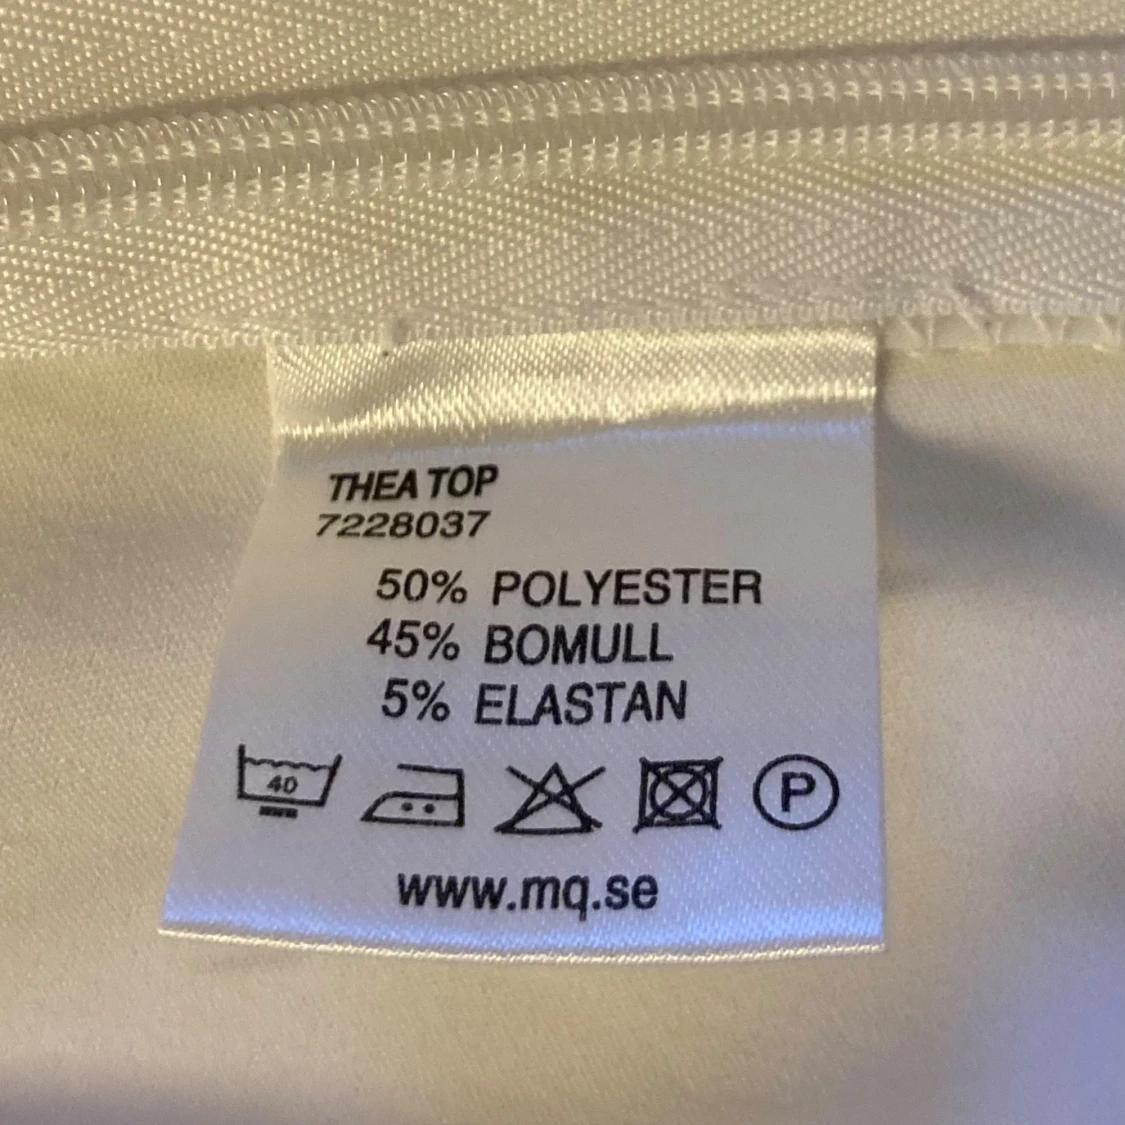 THEA TOP
7228037
50% POLYESTER
45% BOMULL
5% ELASTAN
40 P
www.mq.se